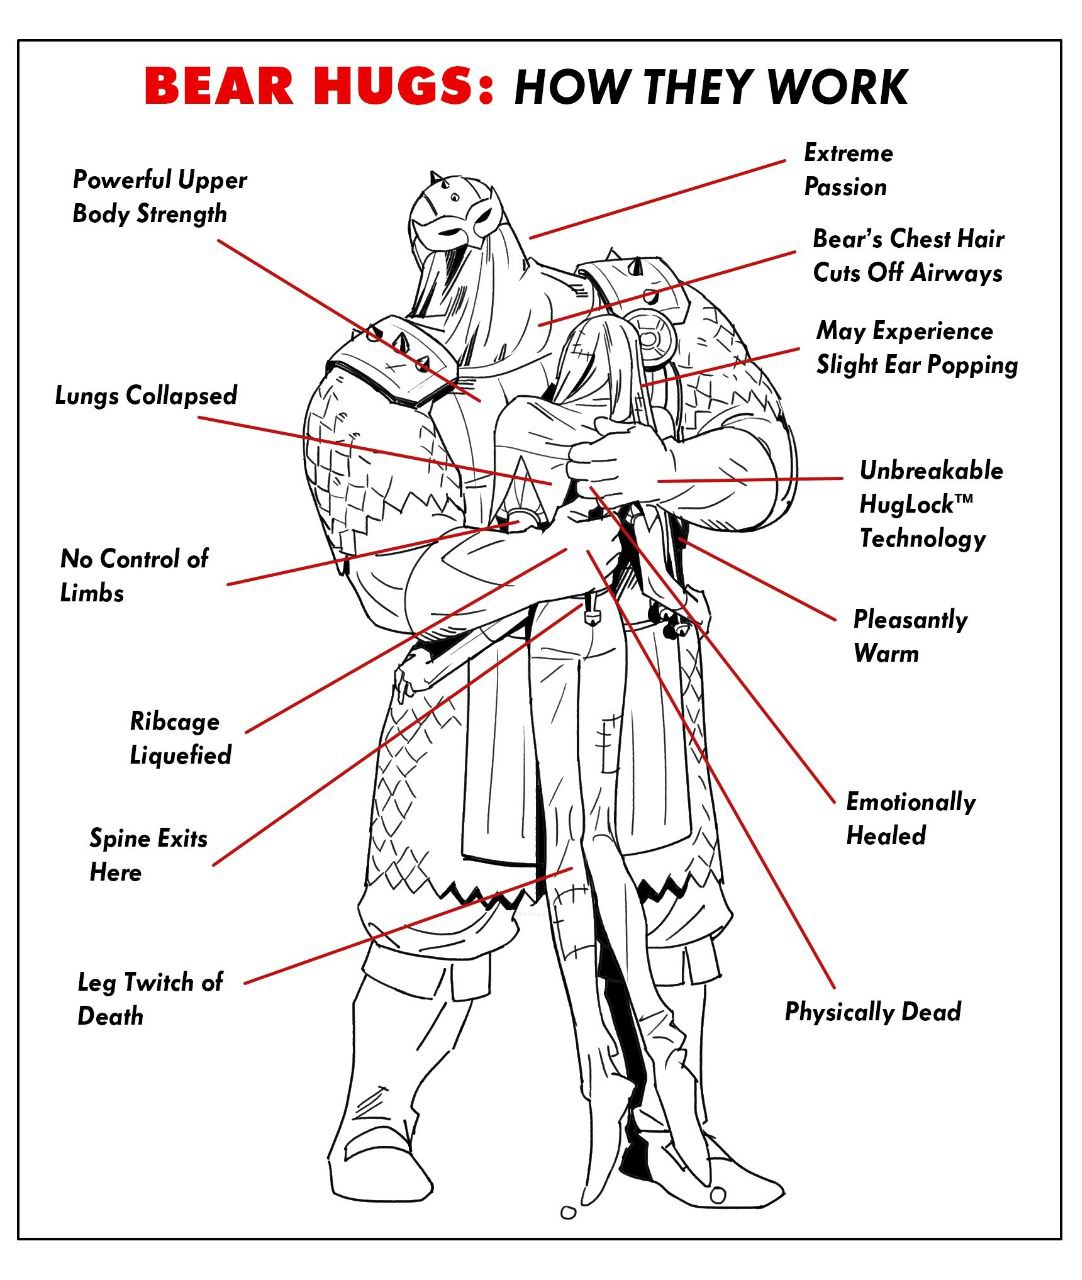 BEAR HUGS: HOW THEY WORK
Powerful Upper
Body Strength
Lungs Collapsed
No Control of
Limbs
Ribcage
Liquefied
Spine Exits
Here
Leg Twitch of
Death
Extreme
Passion
Bear's Chest Hair
Cuts Off Airways
May Experience
Slight Ear Popping
Unbreakable
HugLock™
Technology
Pleasantly
Warm
Emotionally
Healed
Physically Dead